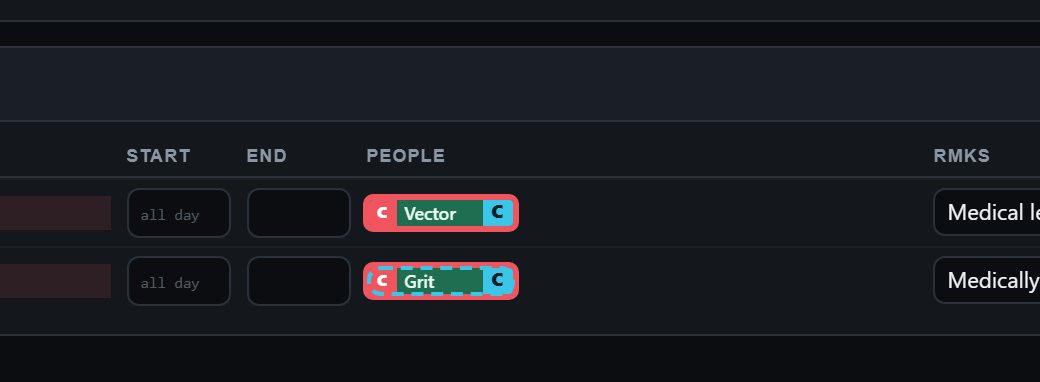 START END PEOPLE RMKS
all day C Vector C Medical le
all day C Grit C Medically